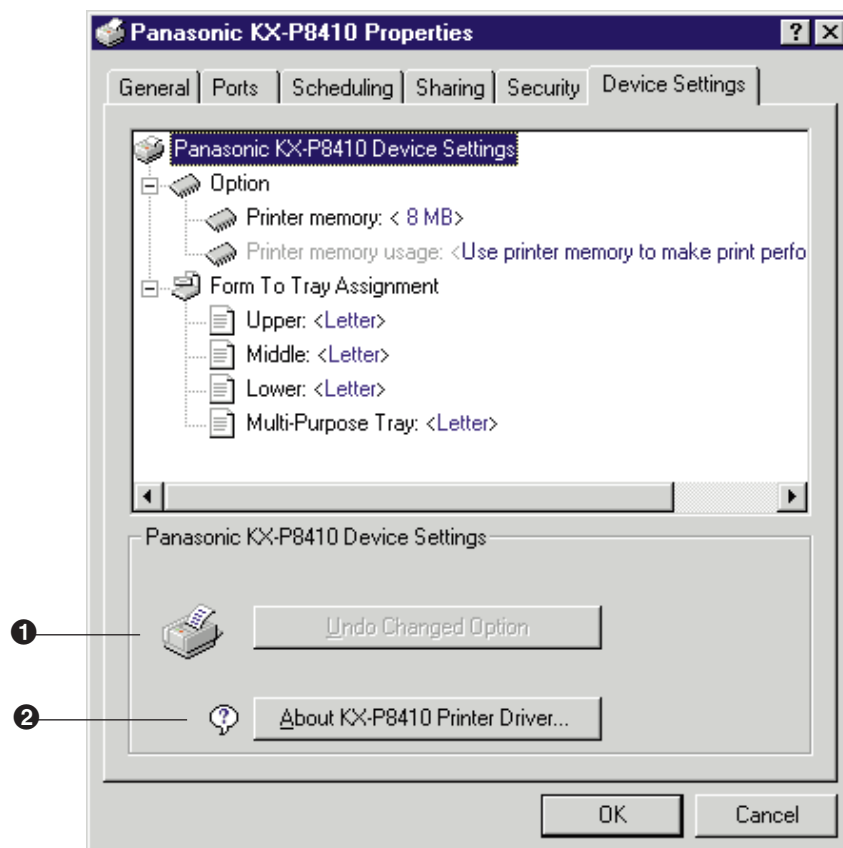 Panasonic KX-P8410 Properties
General Ports Scheduling Sharing Security Device Settings
Panasonic KX-P8410 Device Settings
Option
Printer memory: < 8 MB>
Printer memory usage: <Use printer memory to make print perfo
Form To Tray Assignment
Upper: <Letter>
Middle: <Letter>
Lower: <Letter>
Multi-Purpose Tray: <Letter>
Panasonic KX-P8410 Device Settings
❶ Undo Changed Option
❷ About KX-P8410 Printer Driver...
OK Cancel